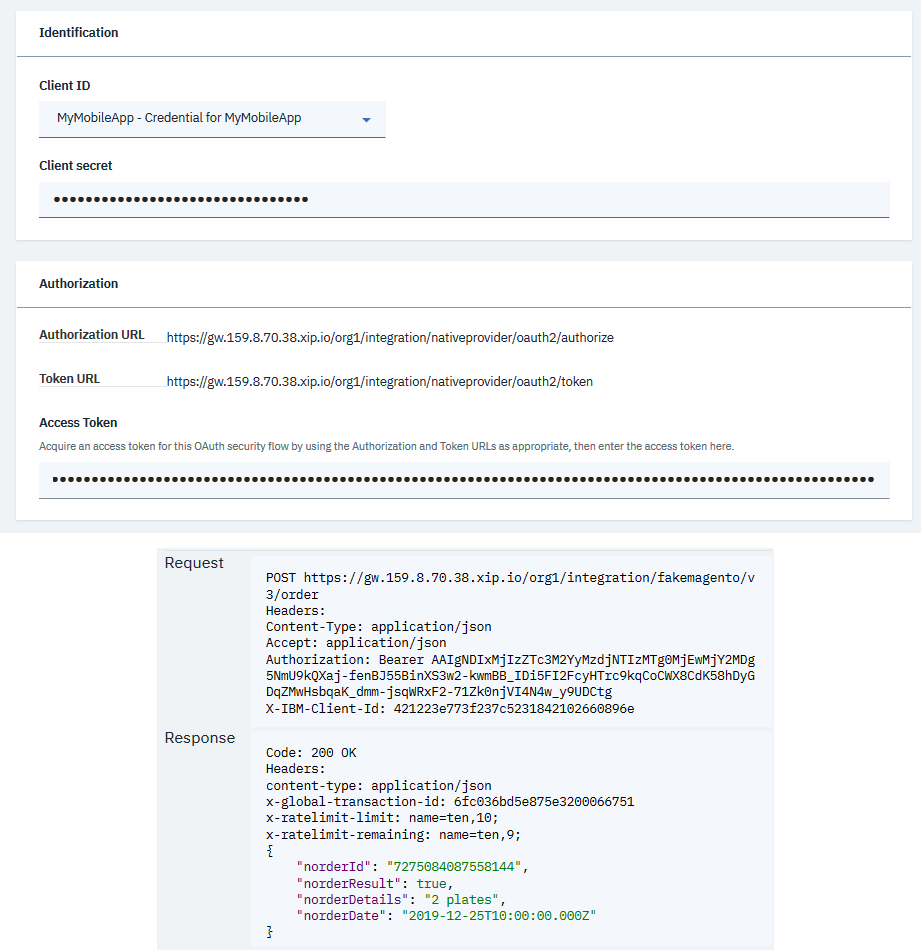 Identification
Client ID
MyMobileApp - Credential for MyMobileApp
Client secret
••••••••••••••••••••••••••••••••
Authorization
Authorization URL https://gw.159.8.70.38.xip.io/org1/integration/nativeprovider/oauth2/authorize
Token URL https://gw.159.8.70.38.xip.io/org1/integration/nativeprovider/oauth2/token
Access Token
Acquire an access token for this OAuth security flow by using the Authorization and Token URLs as appropriate, then enter the access token here.
Request
POST https://gw.159.8.70.38.xip.io/org1/integration/fakemagento/v
3/order
Headers:
Content-Type: application/json
Accept: application/json
Authorization: Bearer AAIgNDIxMjIzZTc3M2YyMzdjNTIzMTg0MjEwMjY2MDg
5NmU9kQXaj-fenBJ55BinXS3w2-kwmBB_IDi5FI2FcyHTrc9kqCoCWX8CdK58hDyG
DqZMwHsbqaK_dmm-jsqWRxF2-71Zk0njVI4N4w_y9UDCtg
X-IBM-Client-Id: 421223e773f237c5231842102660896e
Response
Code: 200 OK
Headers:
content-type: application/json
x-global-transaction-id: 6fc036bd5e875e3200066751
x-ratelimit-limit: name=ten,10;
x-ratelimit-remaining: name=ten,9;
{
"norderId": "7275084087558144",
"norderResult": true,
"norderDetails": "2 plates",
"norderDate": "2019-12-25T10:00:00.000Z"
}